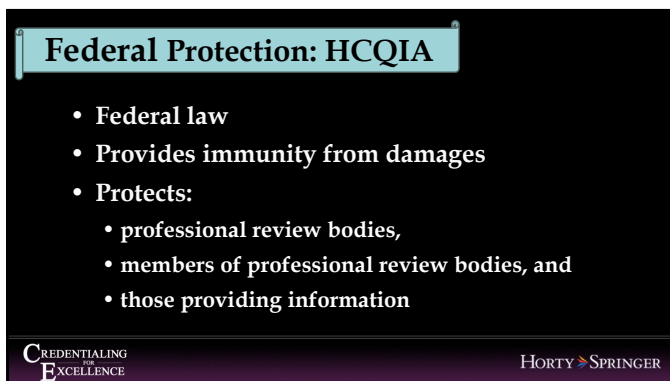 Federal Protection: HCQIA
• Federal law
• Provides immunity from damages
• Protects:
• professional review bodies,
• members of professional review bodies, and
• those providing information
CREDENTIALING
FOR
EXCELLENCE
HORTY SPRINGER